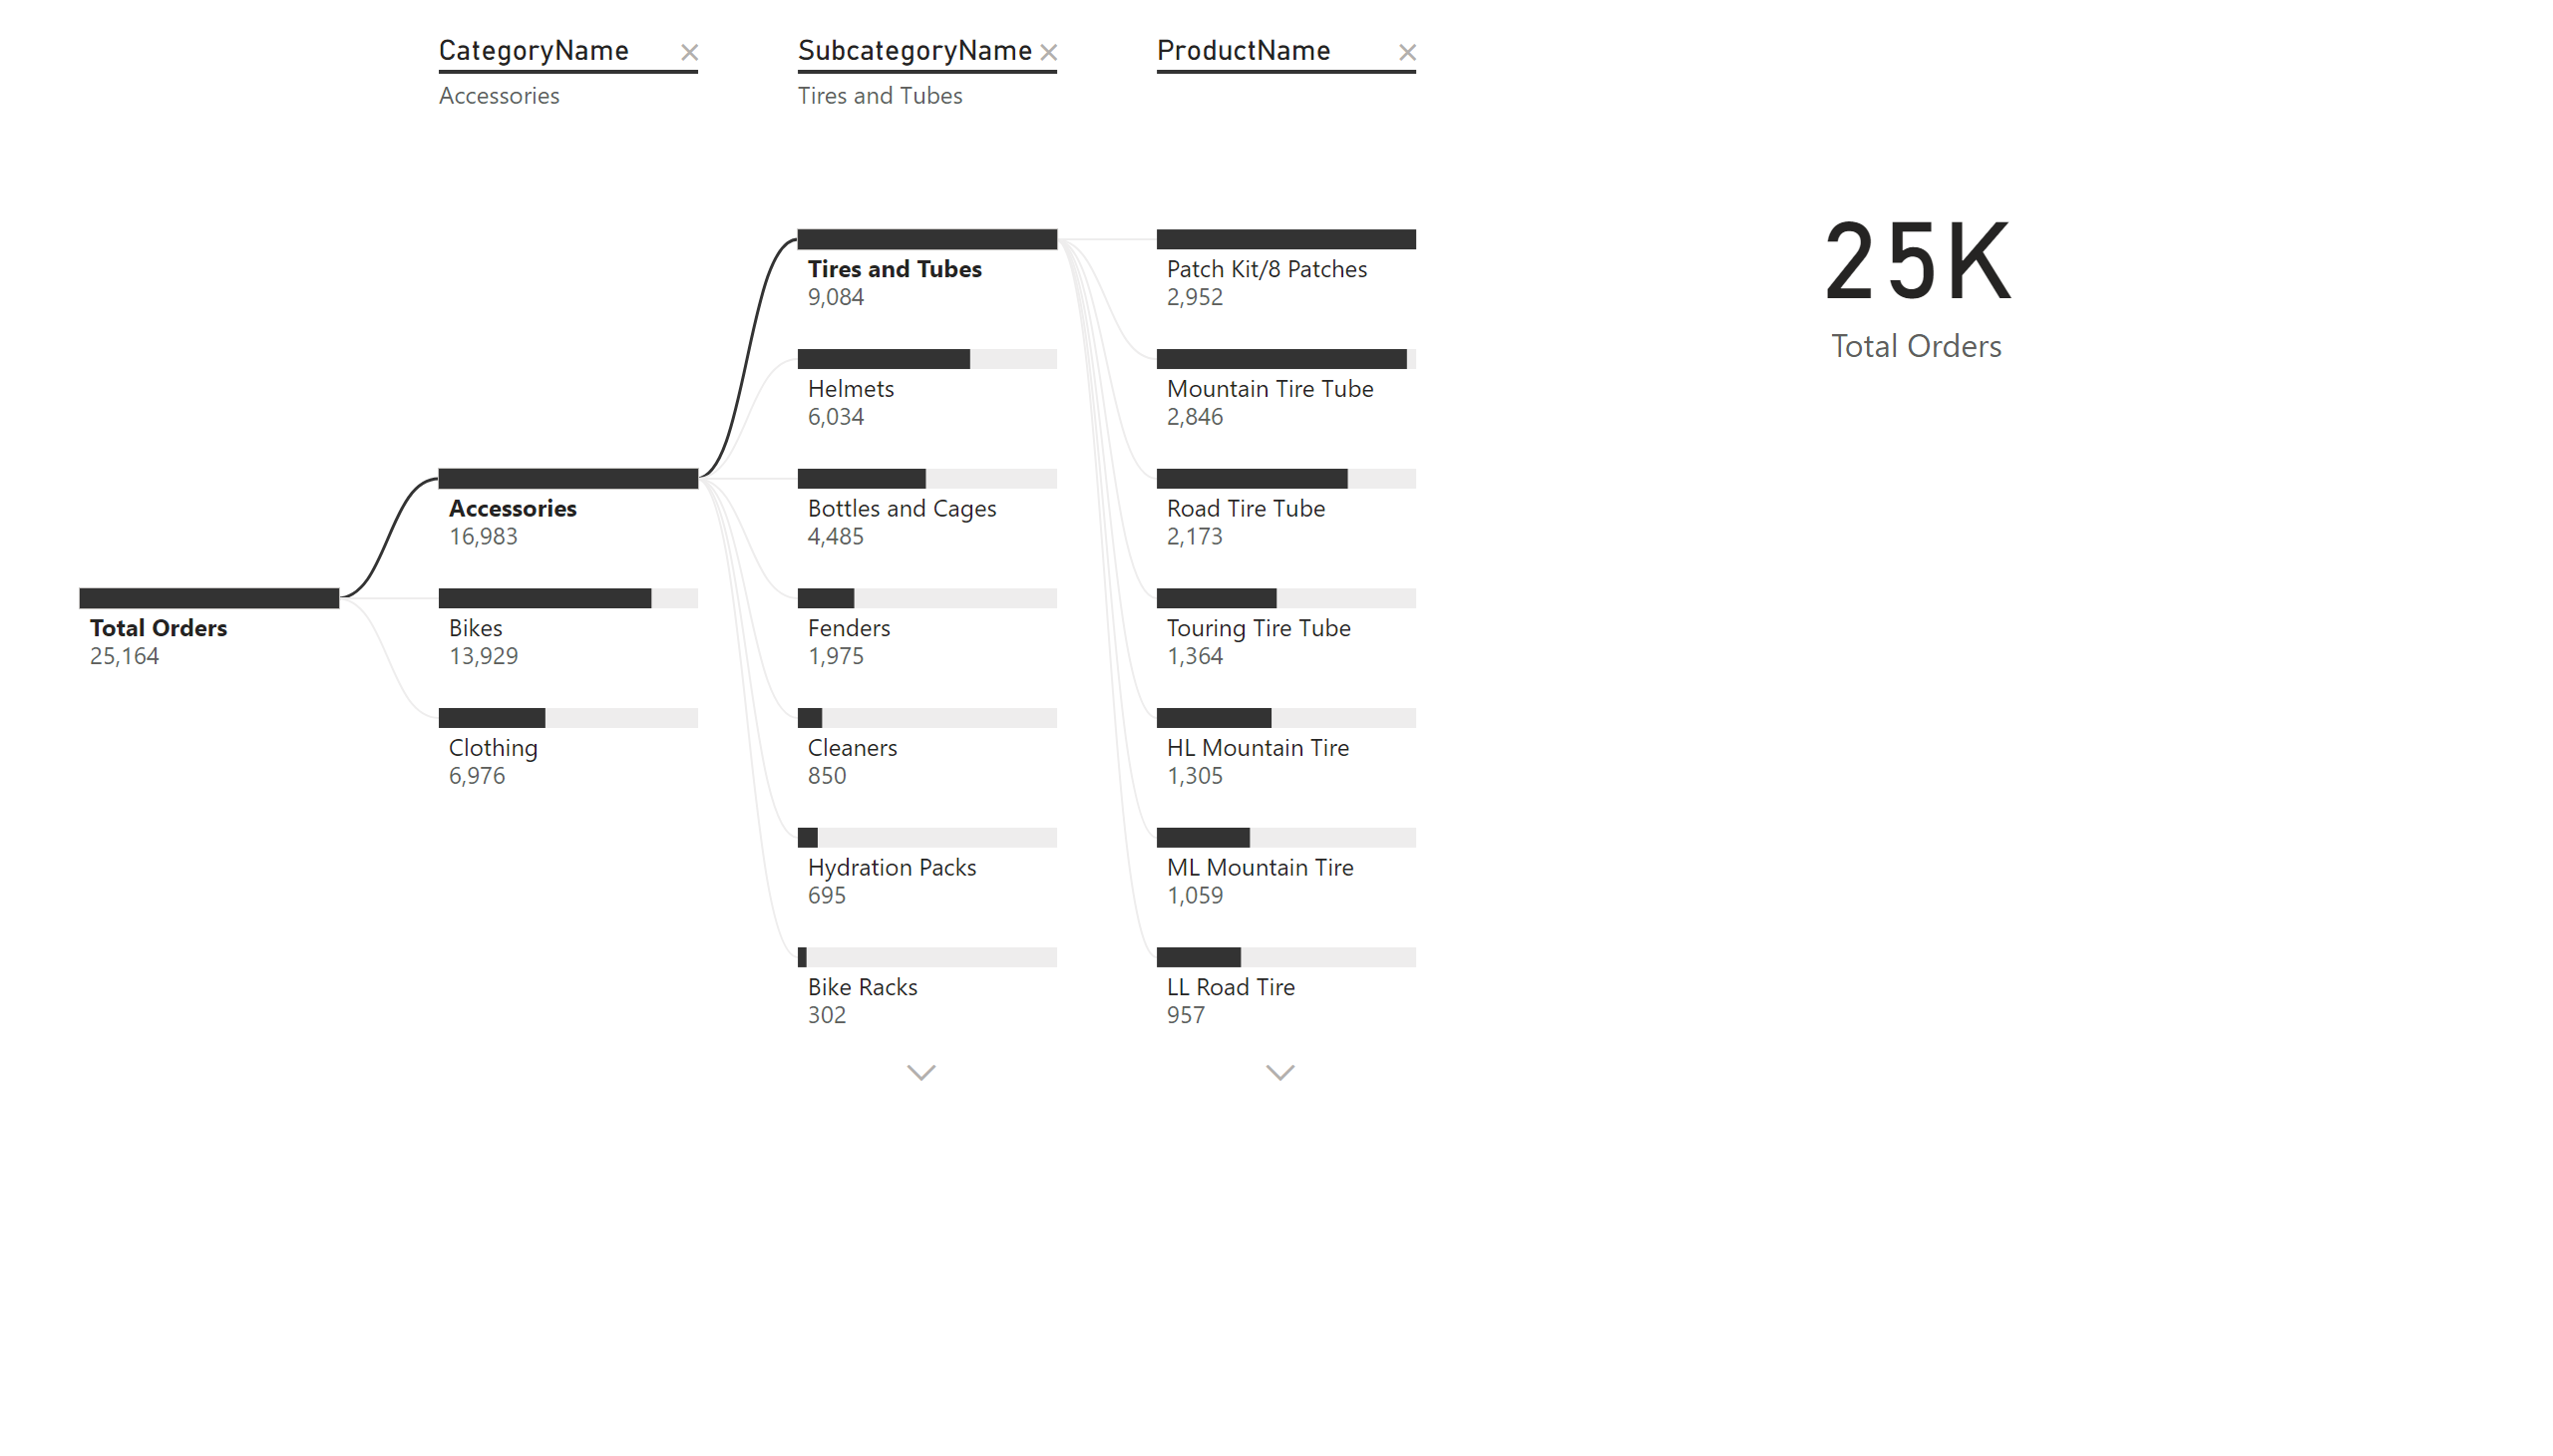 CategoryName
Accessories
SubcategoryName
Tires and Tubes
ProductName
Total Orders
25,164
Accessories
16,983
Bikes
13,929
Clothing
6,976
Tires and Tubes
9,084
Helmets
6,034
Bottles and Cages
4,485
Fenders
1,975
Cleaners
850
Hydration Packs
695
Bike Racks
302
Patch Kit/8 Patches
2,952
Mountain Tire Tube
2,846
Road Tire Tube
2,173
Touring Tire Tube
1,364
HL Mountain Tire
1,305
ML Mountain Tire
1,059
LL Road Tire
957
25K
Total Orders